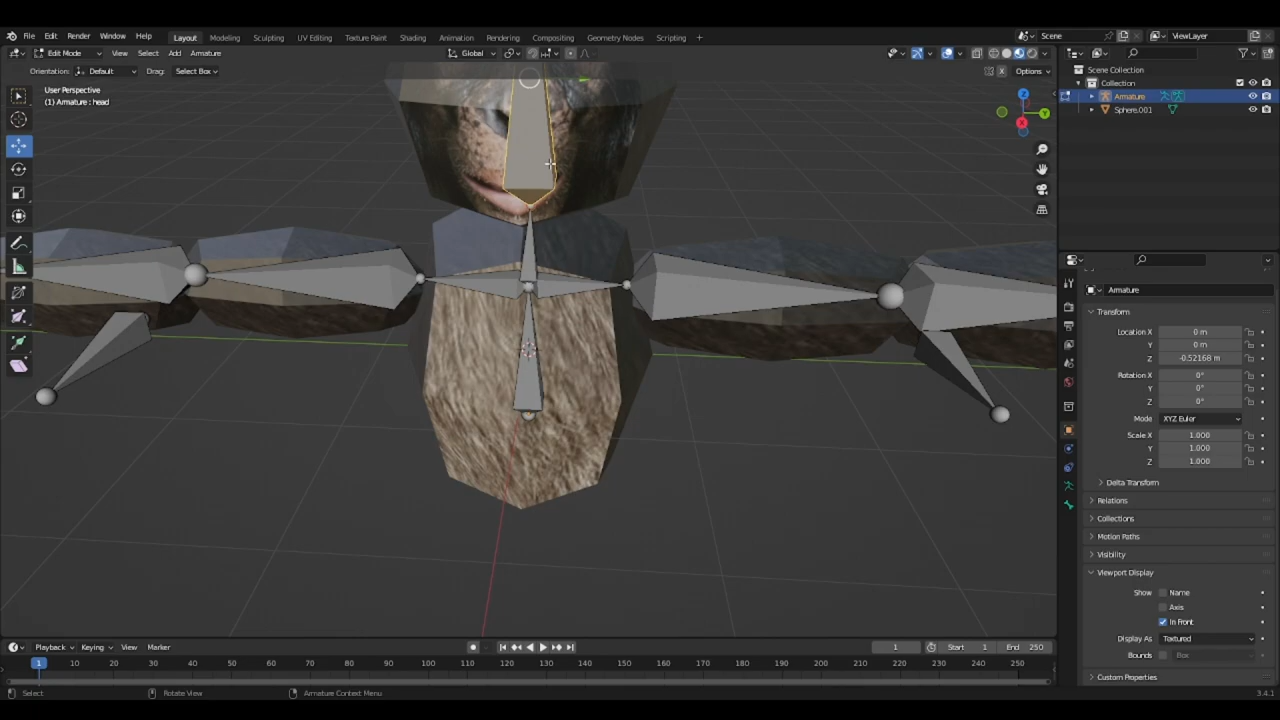 File Edit Render Window Help Layout Modeling Sculpting UV Editing Texture Paint Shading Animation Rendering Compositing Geometry Nodes Scripting + Scene ViewLayer
Edit Mode View Select Add Armature Global
Orientation: Default Drag: Select Box Options
User Perspective
(1) Armature : head
Scene Collection
Collection
Armature
Sphere.001
Armature
Transform
Location X 0 m
Y 0 m
Z -0.52168 m
Rotation X 0°
Y 0°
Z 0°
Mode XYZ Euler
Scale X 1.000
Y 1.000
Z 1.000
Delta Transform
Relations
Collections
Motion Paths
Visibility
Viewport Display
Show Name
Axis
In Front
Display As Textured
Bounds Box
Custom Properties
X
Y
Z
Playback Keying View Marker 1 Start 1 End 250
1 10 20 30 40 50 60 70 80 90 100 110 120 130 140 150 160 170 180 190 200 210 220 230 240 250
Select Rotate View Armature Context Menu 3.4.1